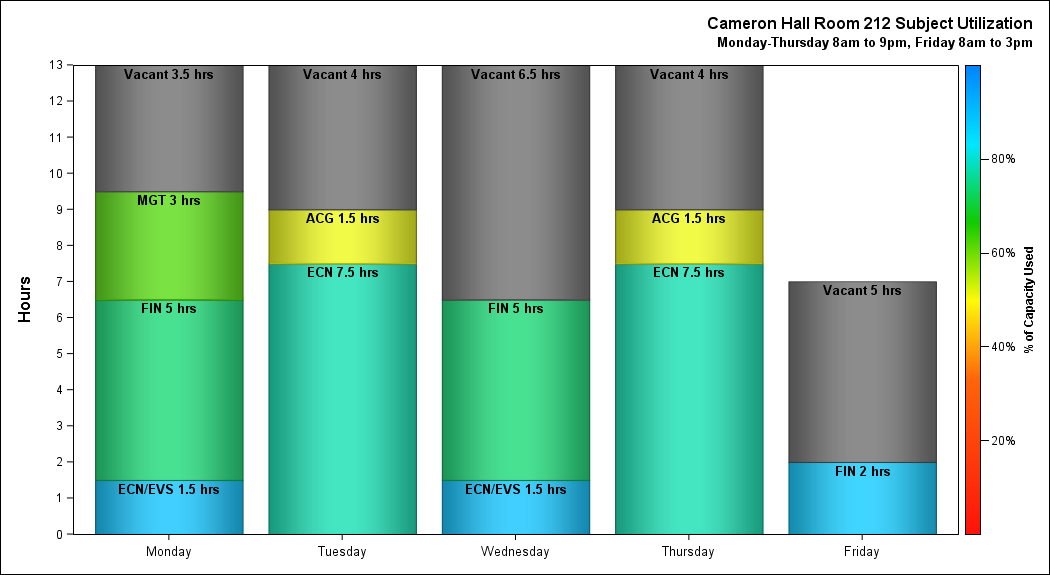 Cameron Hall Room 212 Subject Utilization
Monday-Thursday 8am to 9pm, Friday 8am to 3pm
13
12
11
10
9
8
7
6
5
4
3
2
1
0
Hours
Vacant 3.5 hrs
MGT 3 hrs
FIN 5 hrs
ECN/EVS 1.5 hrs
Vacant 4 hrs
ACG 1.5 hrs
ECN 7.5 hrs
Vacant 6.5 hrs
FIN 5 hrs
ECN/EVS 1.5 hrs
Vacant 4 hrs
ACG 1.5 hrs
ECN 7.5 hrs
Vacant 5 hrs
FIN 2 hrs
Monday
Tuesday
Wednesday
Thursday
Friday
80%
60%
40%
20%
% of Capacity Used